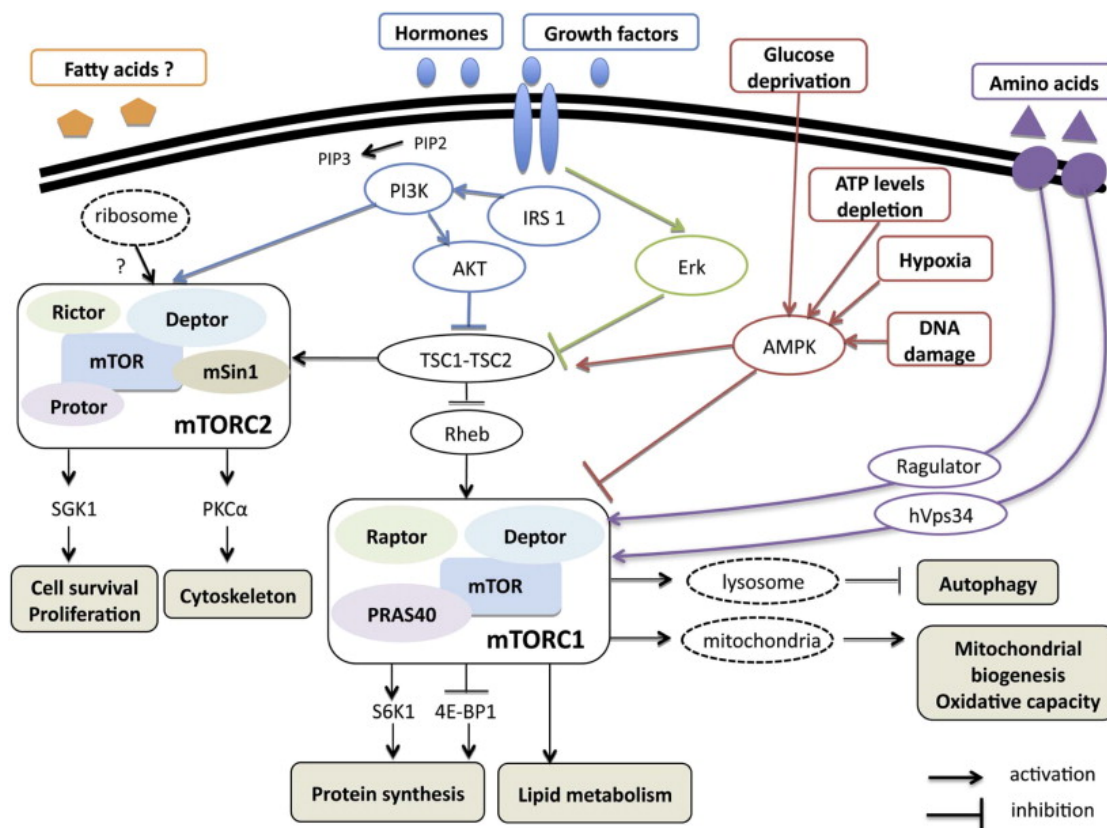 Hormones
Growth factors
Fatty acids ?
Glucose
deprivation
Amino acids
PIP2
PIP3
PI3K
IRS 1
ATP levels
depletion
ribosome
?
AKT
Erk
Hypoxia
Rictor
Deptor
mTOR
mSin1
Protor
mTORC2
TSC1-TSC2
AMPK
DNA
damage
Rheb
Ragulator
hVps34
SGK1
PKCα
Raptor
Deptor
mTOR
PRAS40
mTORC1
Cell survival
Proliferation
Cytoskeleton
lysosome
Autophagy
mitochondria
Mitochondrial
biogenesis
Oxidative capacity
S6K1
4E-BP1
Protein synthesis
Lipid metabolism
activation
inhibition